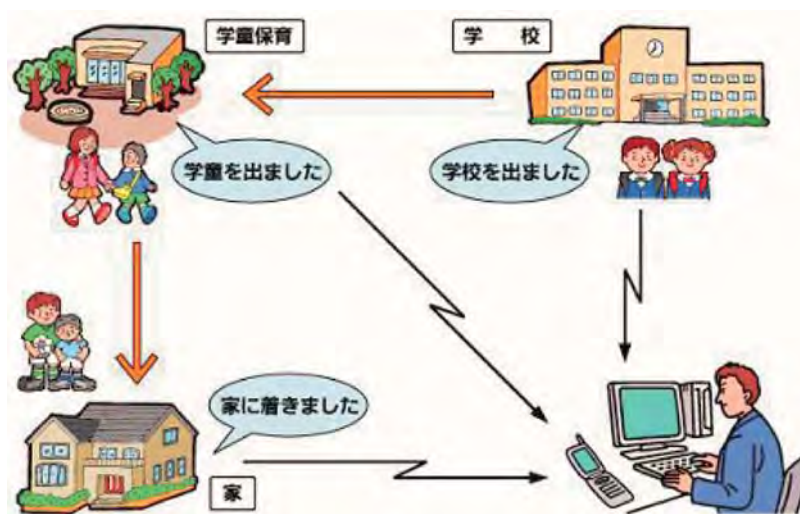 学童保育
学　校
学童を出ました
学校を出ました
家に着きました
家